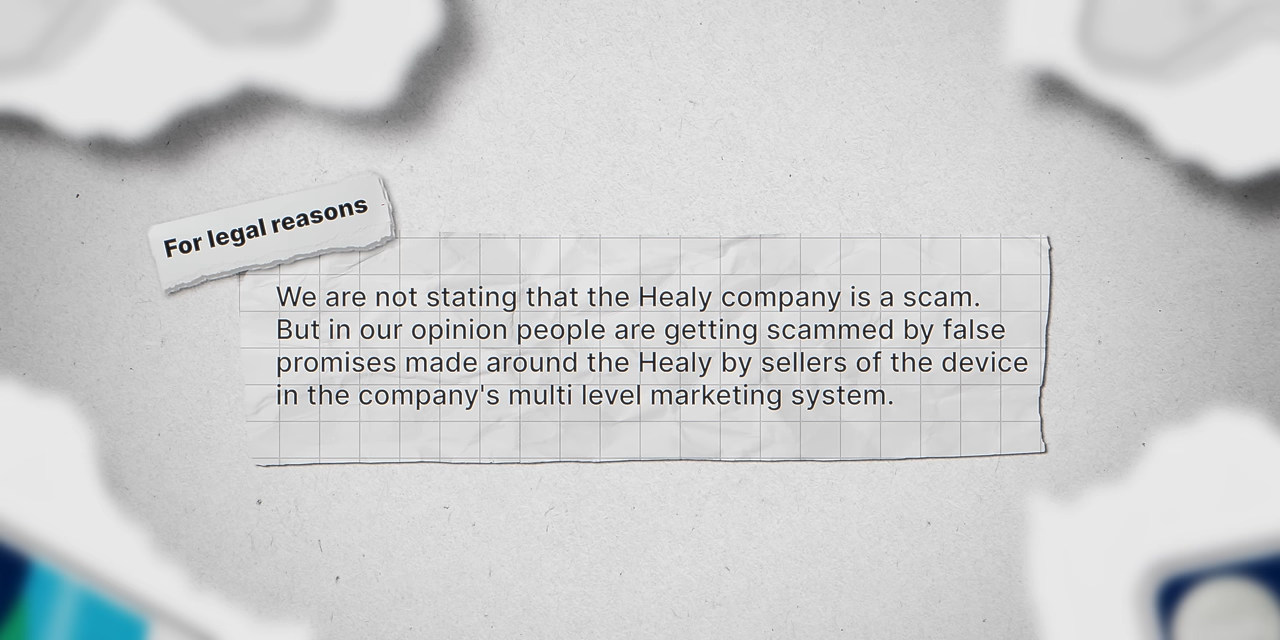 For legal reasons
We are not stating that the Healy company is a scam.
But in our opinion people are getting scammed by false
promises made around the Healy by sellers of the device
in the company's multi level marketing system.